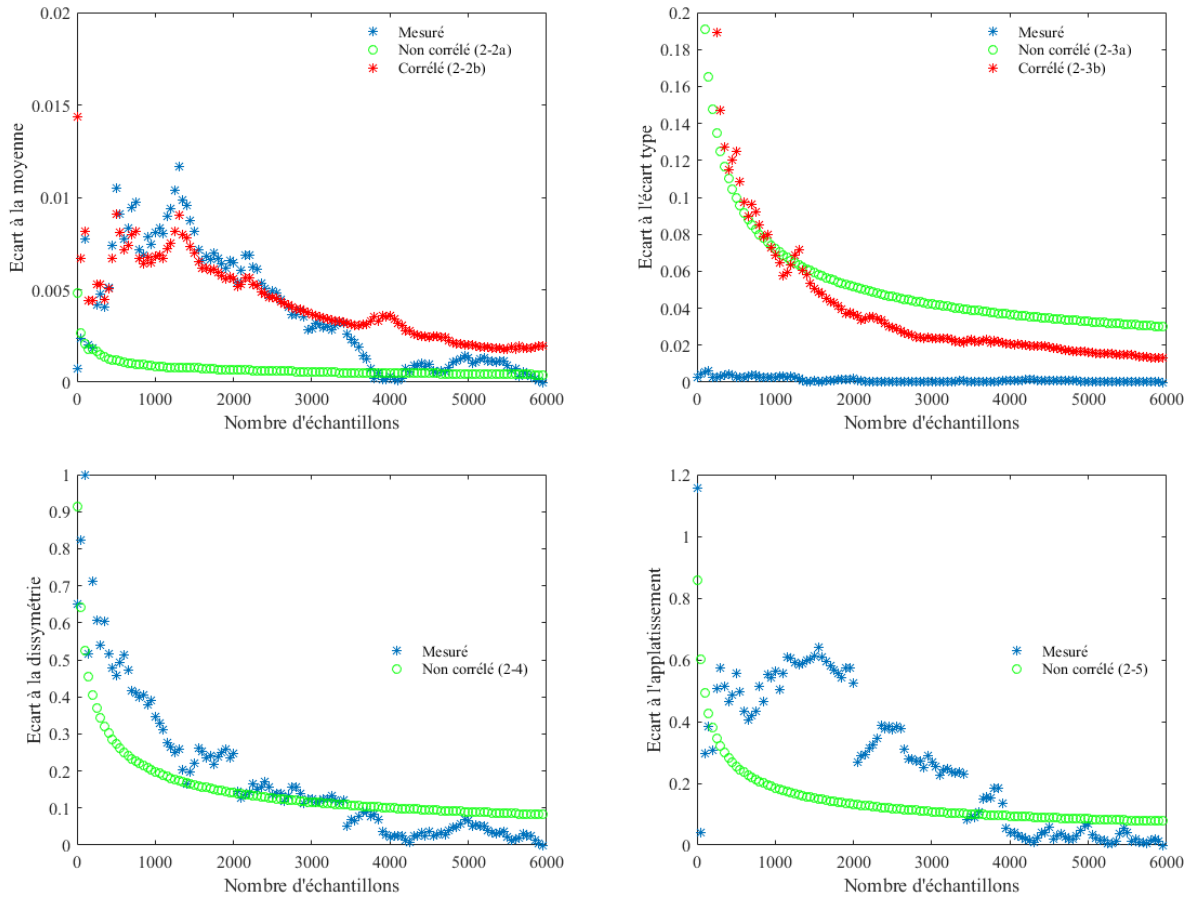 0.02
0.015
0.01
0.005
0
Ecart à la moyenne
Mesuré
Non corrélé (2-2a)
Corrélé (2-2b)
0 1000 2000 3000 4000 5000 6000
Nombre d'échantillons
0.2
0.18
0.16
0.14
0.12
0.1
0.08
0.06
0.04
0.02
0
Ecart à l'écart type
Mesuré
Non corrélé (2-3a)
Corrélé (2-3b)
0 1000 2000 3000 4000 5000 6000
Nombre d'échantillons
1
0.9
0.8
0.7
0.6
0.5
0.4
0.3
0.2
0.1
0
Ecart à la dissymétrie
Mesuré
Non corrélé (2-4)
0 1000 2000 3000 4000 5000 6000
Nombre d'échantillons
1.2
1
0.8
0.6
0.4
0.2
0
Ecart à l'applatissement
Mesuré
Non corrélé (2-5)
0 1000 2000 3000 4000 5000 6000
Nombre d'échantillons